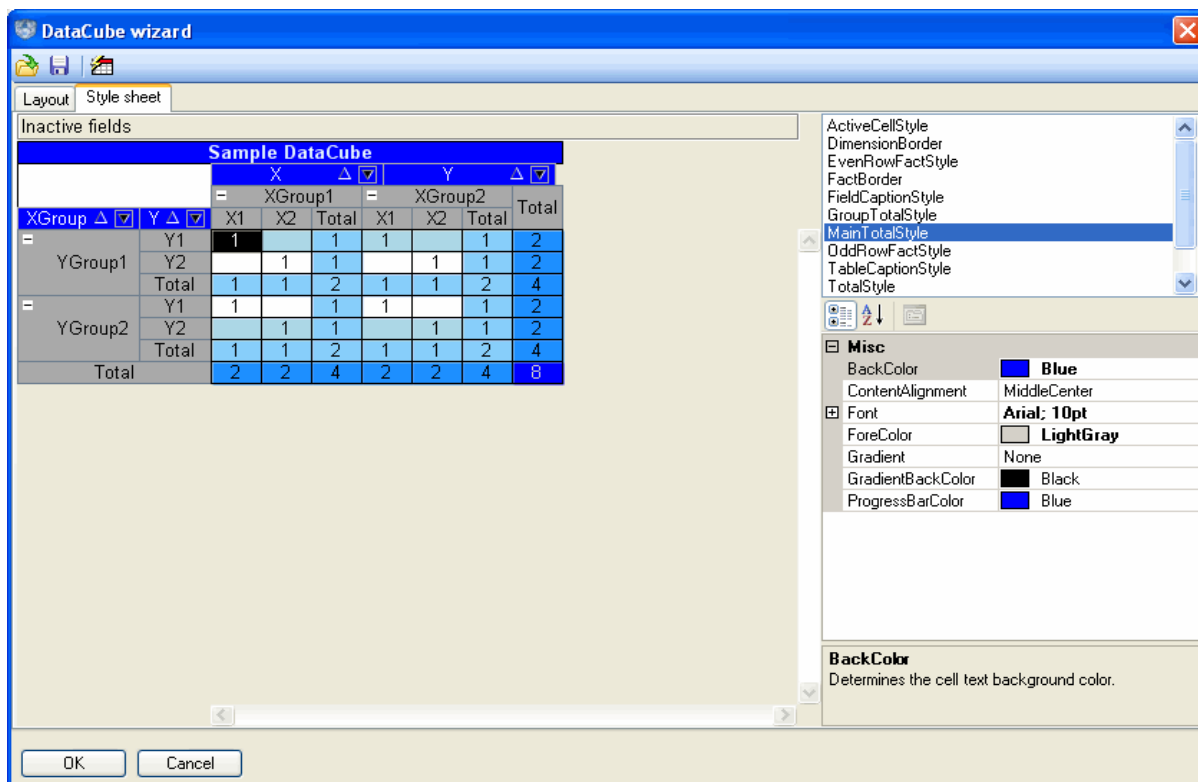 DataCube wizard
Layout Style sheet
Inactive fields
Sample DataCube
X Y
XGroup1 XGroup2 Total
XGroup Y X1 X2 Total X1 X2 Total
YGroup1 Y1 1 1 1 1 2
Y2 1 1 1 1 2
Total 1 1 2 1 1 2 4
YGroup2 Y1 1 1 1 1 2
Y2 1 1 1 1 2
Total 1 1 2 1 1 2 4
Total 2 2 4 2 2 4 8
ActiveCellStyle
DimensionBorder
EvenRowFactStyle
FactBorder
FieldCaptionStyle
GroupTotalStyle
MainTotalStyle
OddRowFactStyle
TableCaptionStyle
TotalStyle
A
Z
Misc
BackColor Blue
ContentAlignment MiddleCenter
Font Arial; 10pt
ForeColor LightGray
Gradient None
GradientBackColor Black
ProgressBarColor Blue
BackColor
Determines the cell text background color.
OK Cancel